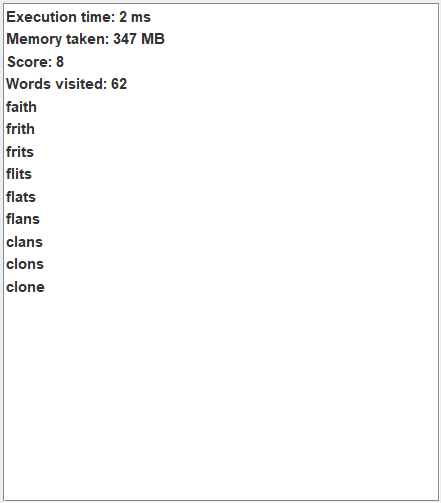 Execution time: 2 ms
Memory taken: 347 MB
Score: 8
Words visited: 62
faith
frith
frits
flits
flats
flans
clans
clons
clone